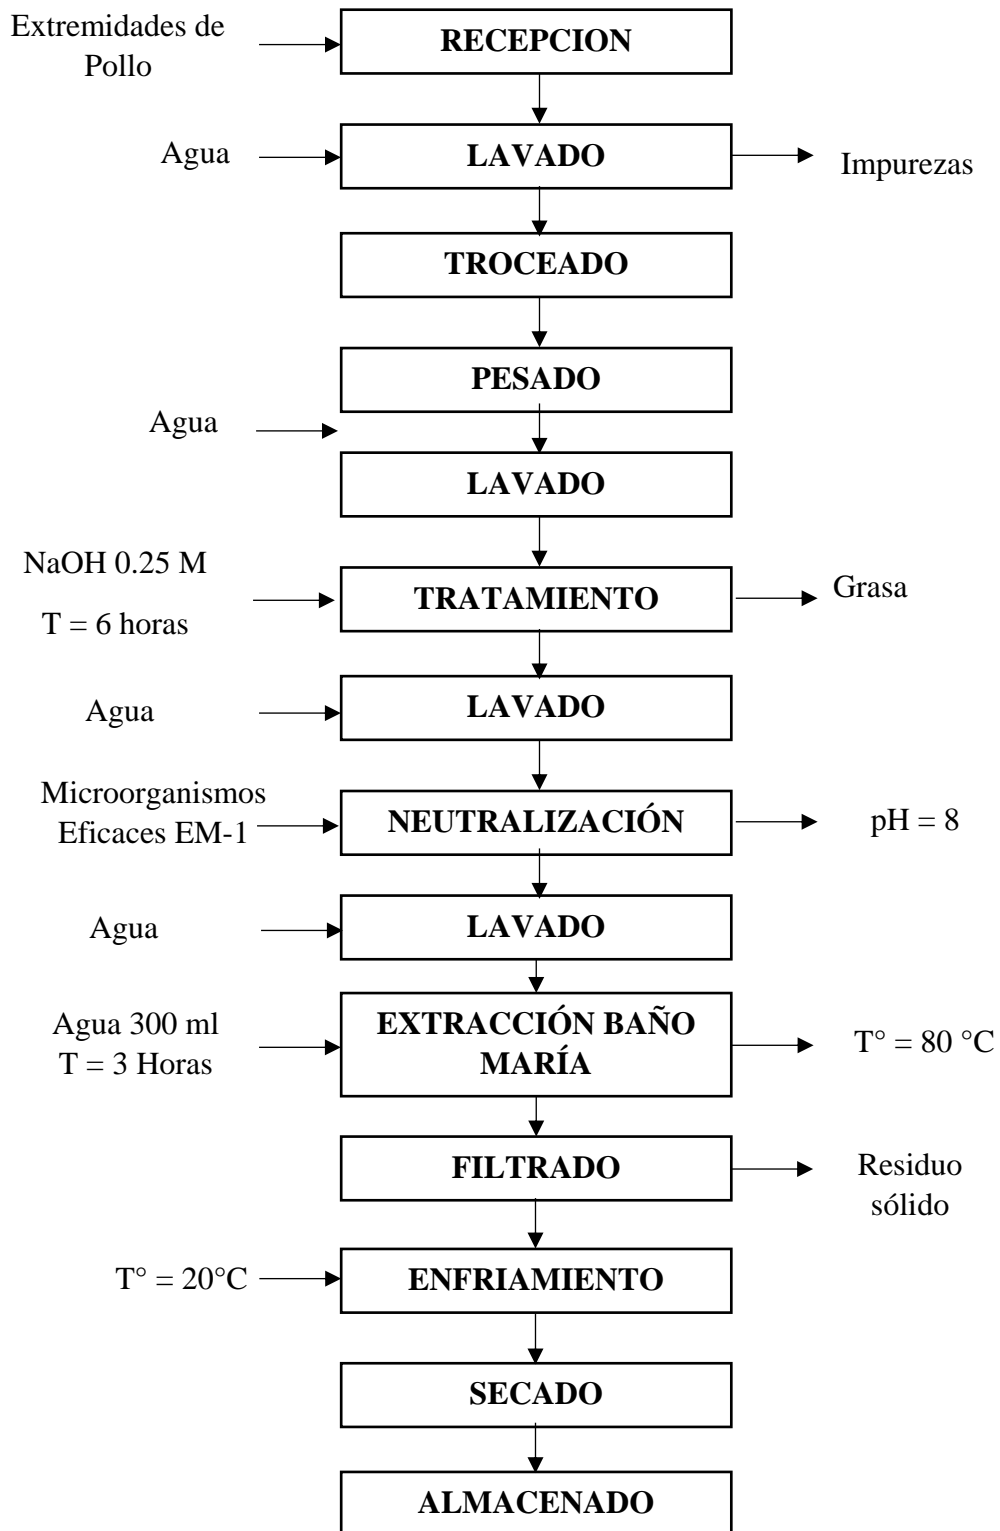 Extremidades de
Pollo
RECEPCION
Agua
LAVADO
Impurezas
TROCEADO
PESADO
Agua
LAVADO
NaOH 0.25 M
T = 6 horas
TRATAMIENTO
Grasa
Agua
LAVADO
Microorganismos
Eficaces EM-1
NEUTRALIZACIÓN
pH = 8
Agua
LAVADO
Agua 300 ml
T = 3 Horas
EXTRACCIÓN BAÑO
MARÍA
T° = 80 °C
FILTRADO
Residuo
sólido
T° = 20°C
ENFRIAMIENTO
SECADO
ALMACENADO